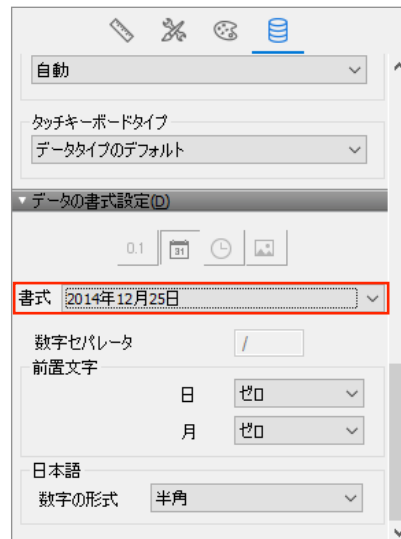 自動
タッチキーボードタイプ
データタイプのデフォルト
データの書式設定(D)
0.1 31
書式 2014年12月25日
数字セパレータ /
前置文字
日 ゼロ
月 ゼロ
日本語
数字の形式 半角